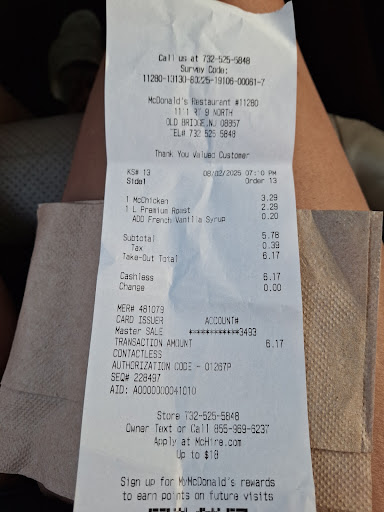 Call us at 732-525-5848
Survey Code:
11280-13130-80225-19106-00061-7
McDonald's Restaurant #11280
1111 RT 9 NORTH
OLD BRIDGE,NJ 08857
TEL# 732 525 5848
Thank You Valued Customer
KS# 13 08/02/2025 07:10 PM
Side1 Order 13
1 McChicken 3.29
1 L Premium Roast 2.29
ADD French Vanilla Syrup 0.20
Subtotal 5.78
Tax 0.39
Take-Out Total 6.17
Cashless 6.17
Change 0.00
MER# 481079
CARD ISSUER ACCOUNT#
Master SALE ************3493
TRANSACTION AMOUNT 6.17
CONTACTLESS
AUTHORIZATION CODE - 01267P
SEQ# 228497
AID: A0000000041010
Store 732-525-5848
Owner Text or Call 855-969-6237
Apply at McHire.com
Up to $18
Sign up for MyMcDonald's rewards
to earn points on future visits